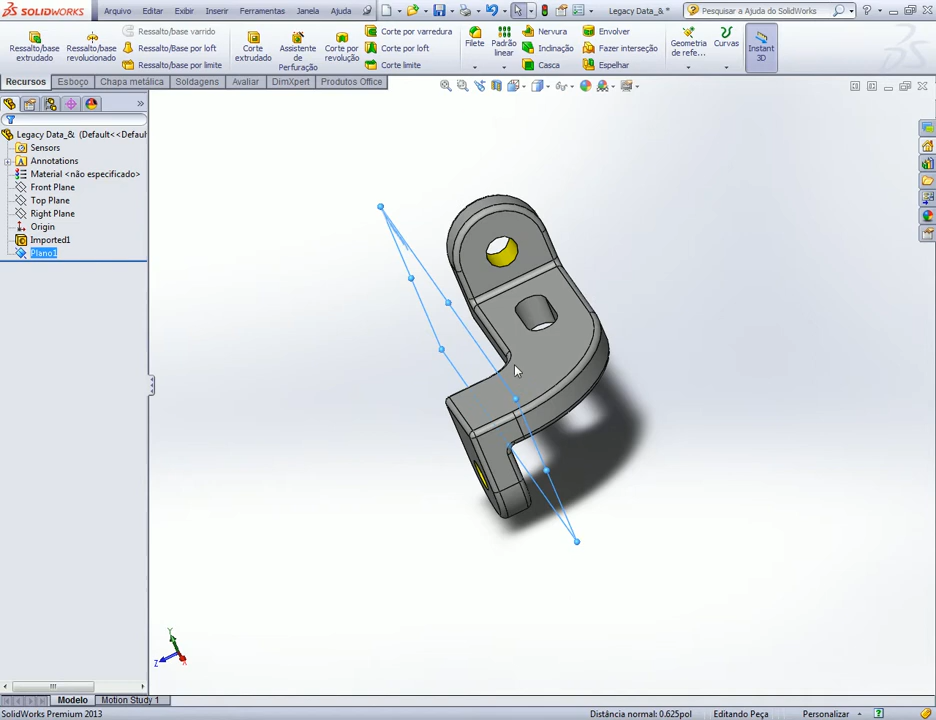 SOLIDWORKS
Arquivo Editar Exibir Inserir Ferramentas Janela Ajuda
Legacy Data_& *
Pesquisar a Ajuda do SolidWorks
Ressalto/base extrudado
Ressalto/base revolucionado
Ressalto/base varrido
Ressalto/base por loft
Ressalto/base por limite
Corte extrudado
Assistente de Perfuração
Corte por revolução
Corte por varredura
Corte por loft
Corte limite
Filete
Padrão linear
Nervura
Inclinação
Casca
Envolver
Fazer interseção
Espelhar
Geometria de refe...
Curvas
Instant 3D
Recursos Esboço Chapa metálica Soldagens Avaliar DimXpert Produtos Office
Legacy Data_& (Default<<Defaul
Sensors
Annotations
Material <não especificado>
Front Plane
Top Plane
Right Plane
Origin
Imported1
Plano1
Y
Z
X
Modelo Motion Study 1
SolidWorks Premium 2013
Distância normal: 0.625pol
Editando Peça
Personalizar